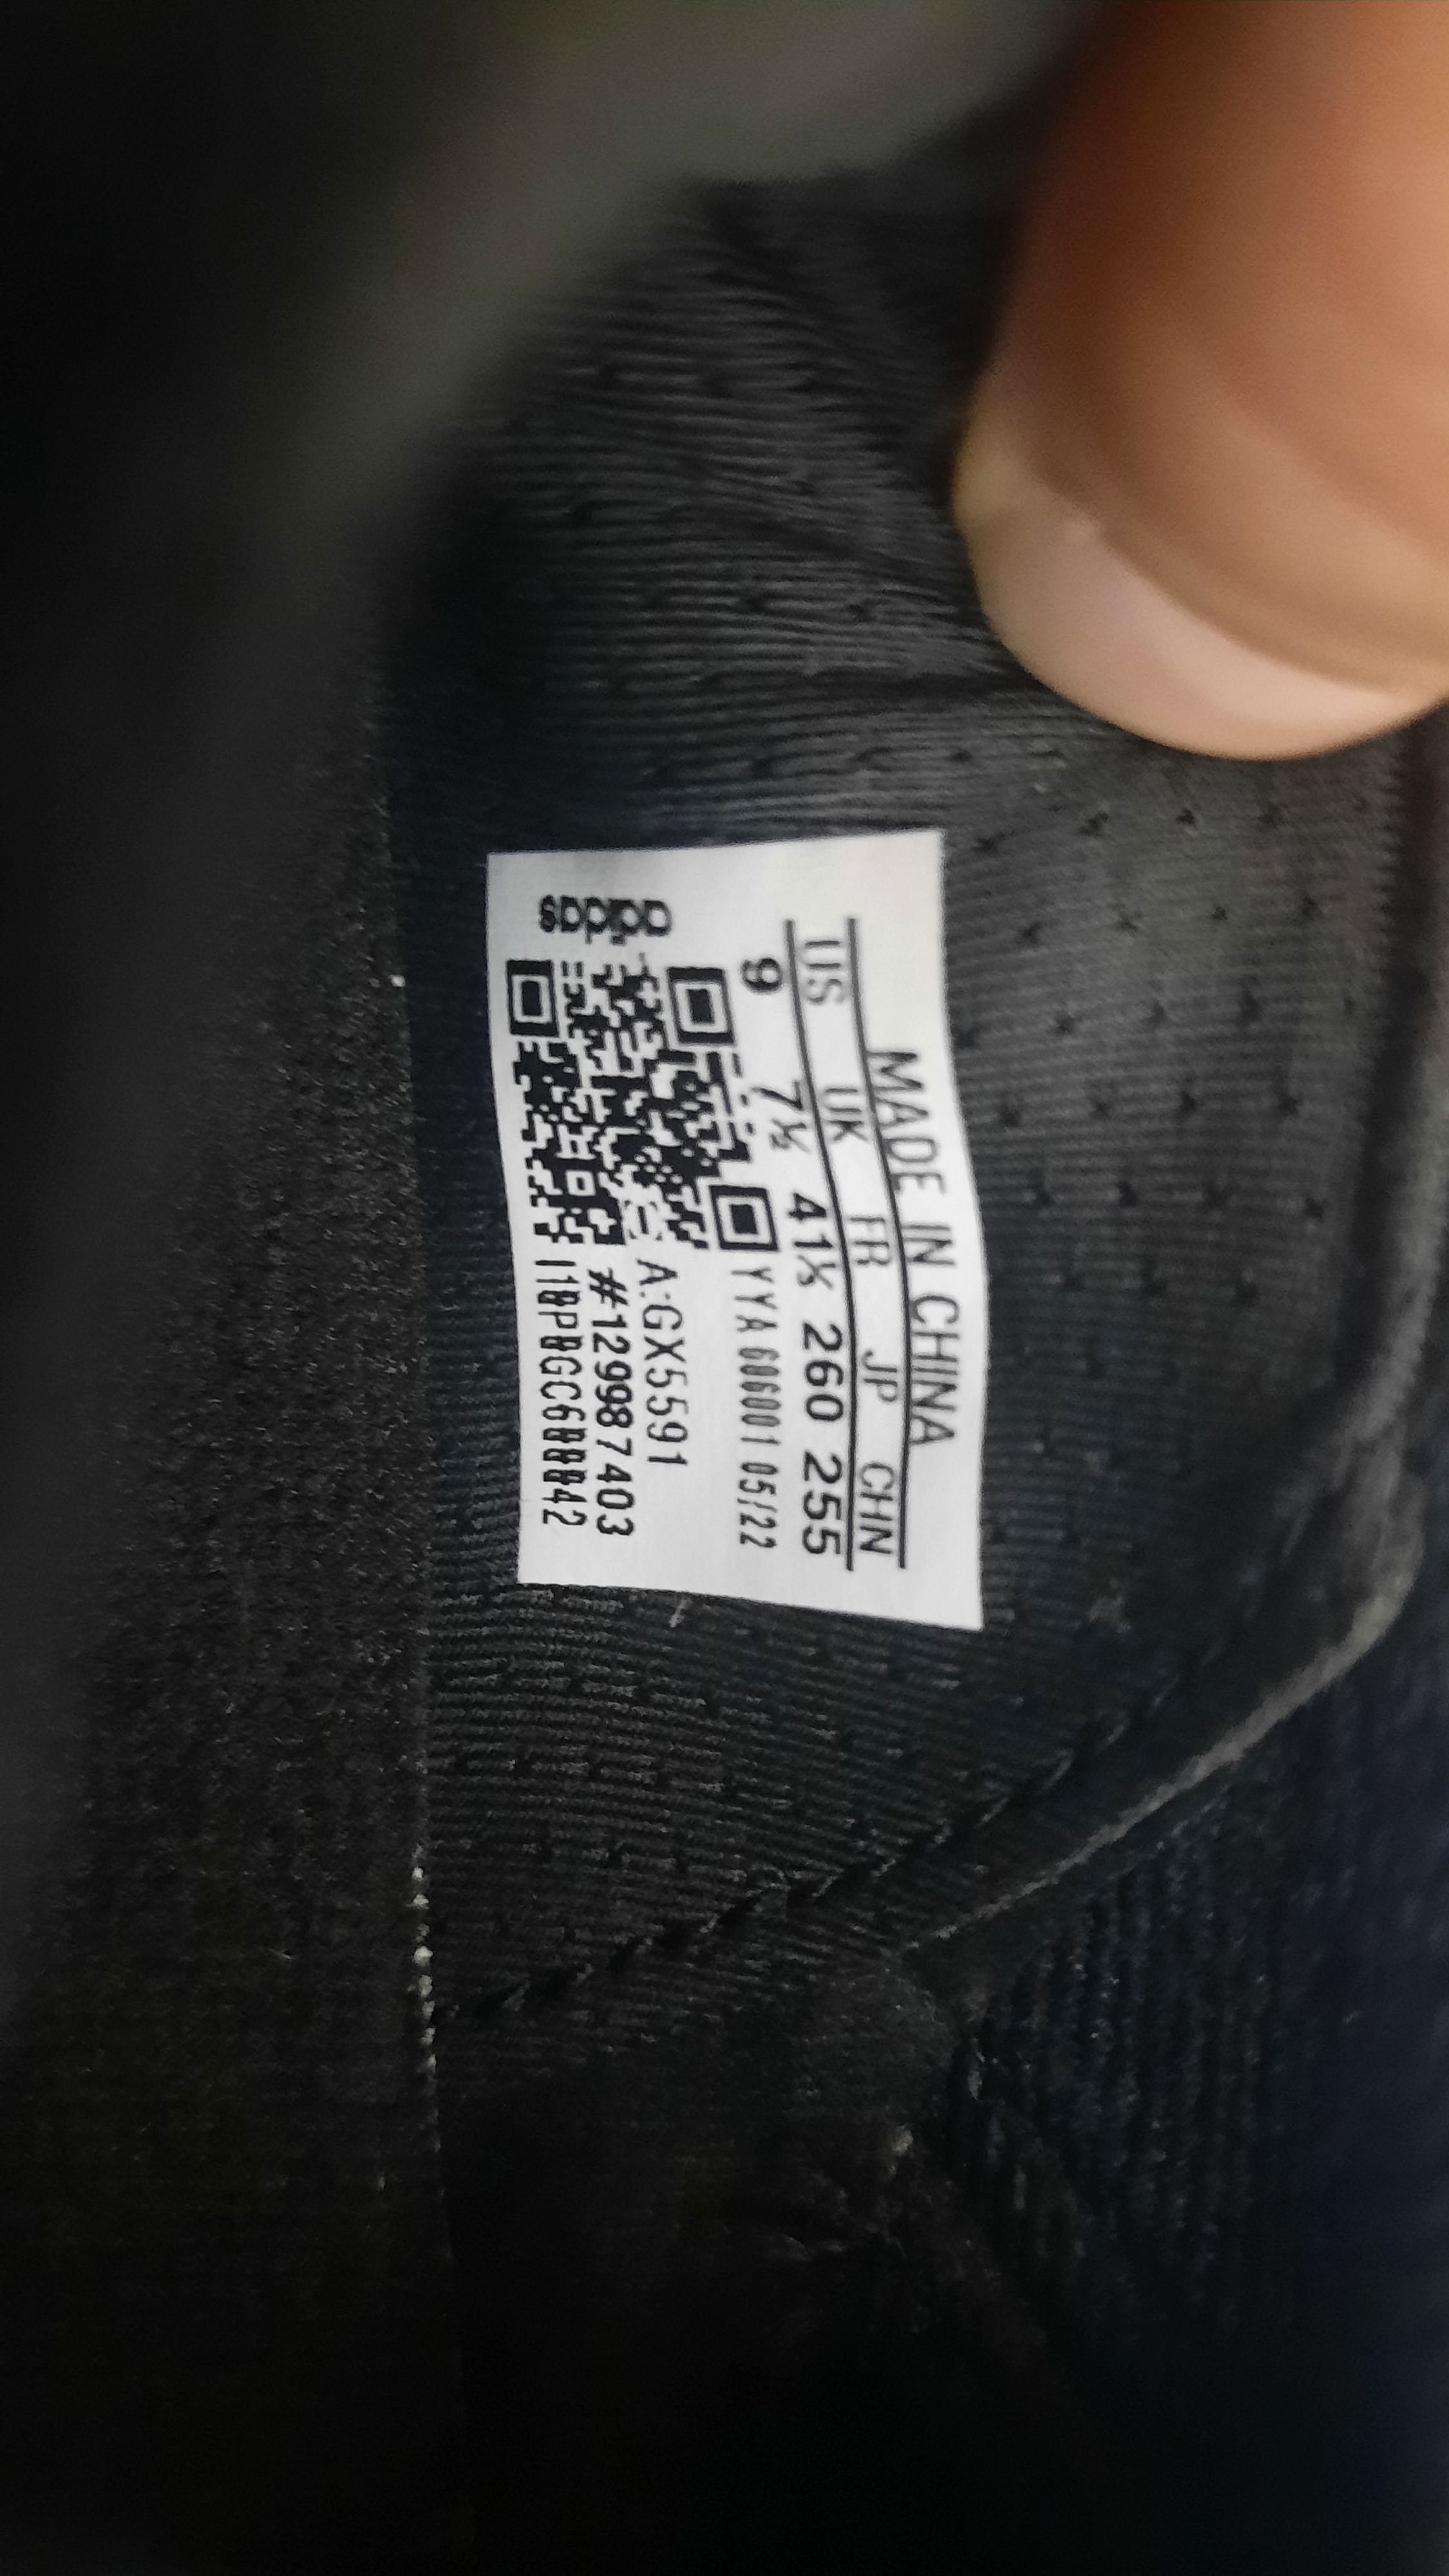 MADE IN CHINA
US UK FR JP CHN
9 7½ 41⅓ 260 255
YYA 606001 05/22
A:GX5591
#129987403
adidas